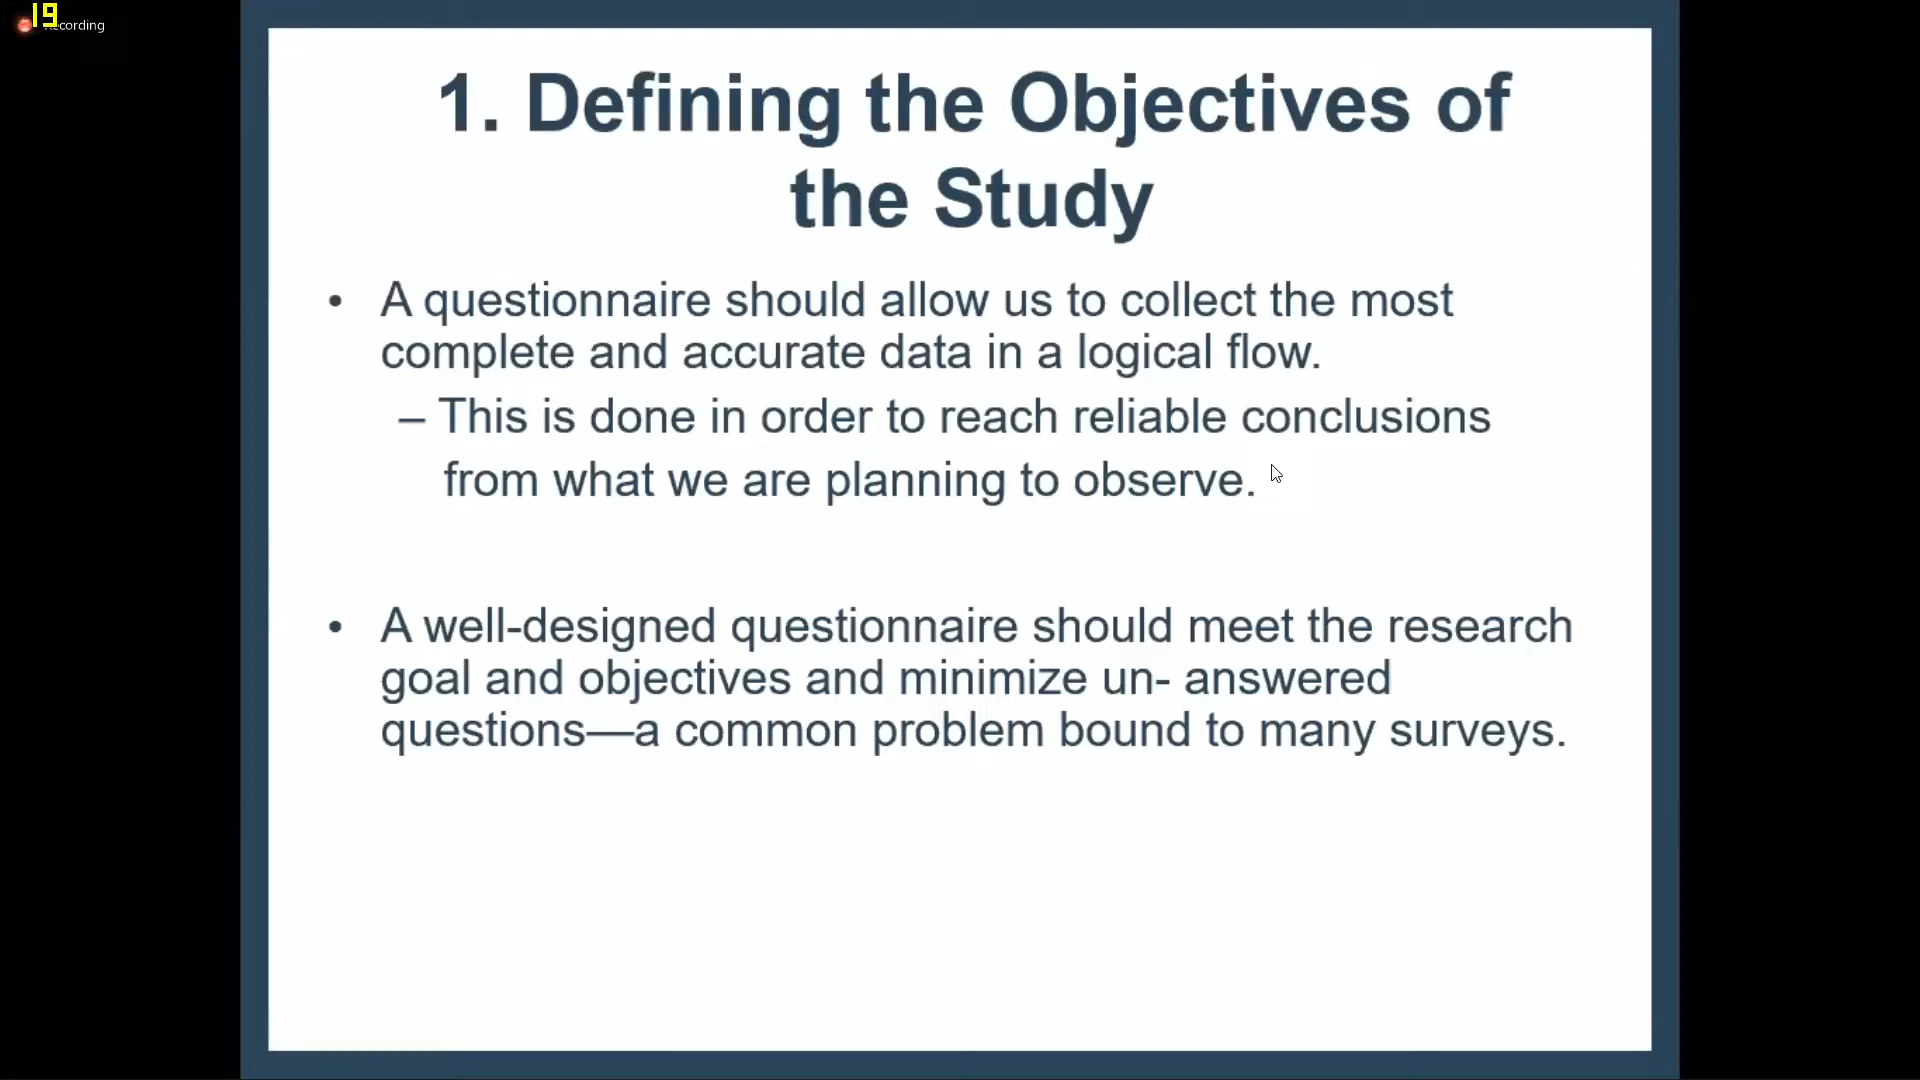 19
Recording
1. Defining the Objectives of
the Study
• A questionnaire should allow us to collect the most
complete and accurate data in a logical flow.
– This is done in order to reach reliable conclusions
from what we are planning to observe.
• A well-designed questionnaire should meet the research
goal and objectives and minimize un- answered
questions—a common problem bound to many surveys.